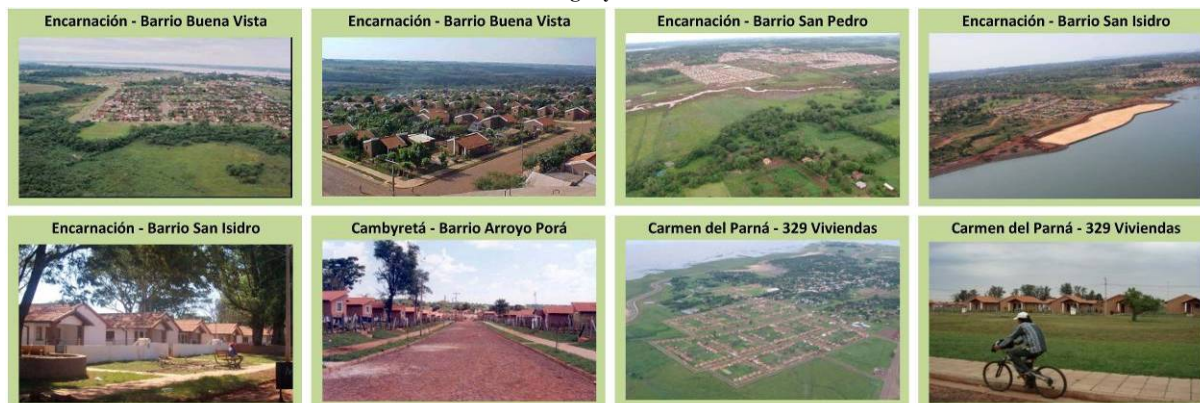 Encarnación - Barrio Buena Vista
Encarnación - Barrio Buena Vista
Encarnación - Barrio San Pedro
Encarnación - Barrio San Isidro
Encarnación - Barrio San Isidro
Cambyretá - Barrio Arroyo Porá
Carmen del Parná - 329 Viviendas
Carmen del Parná - 329 Viviendas